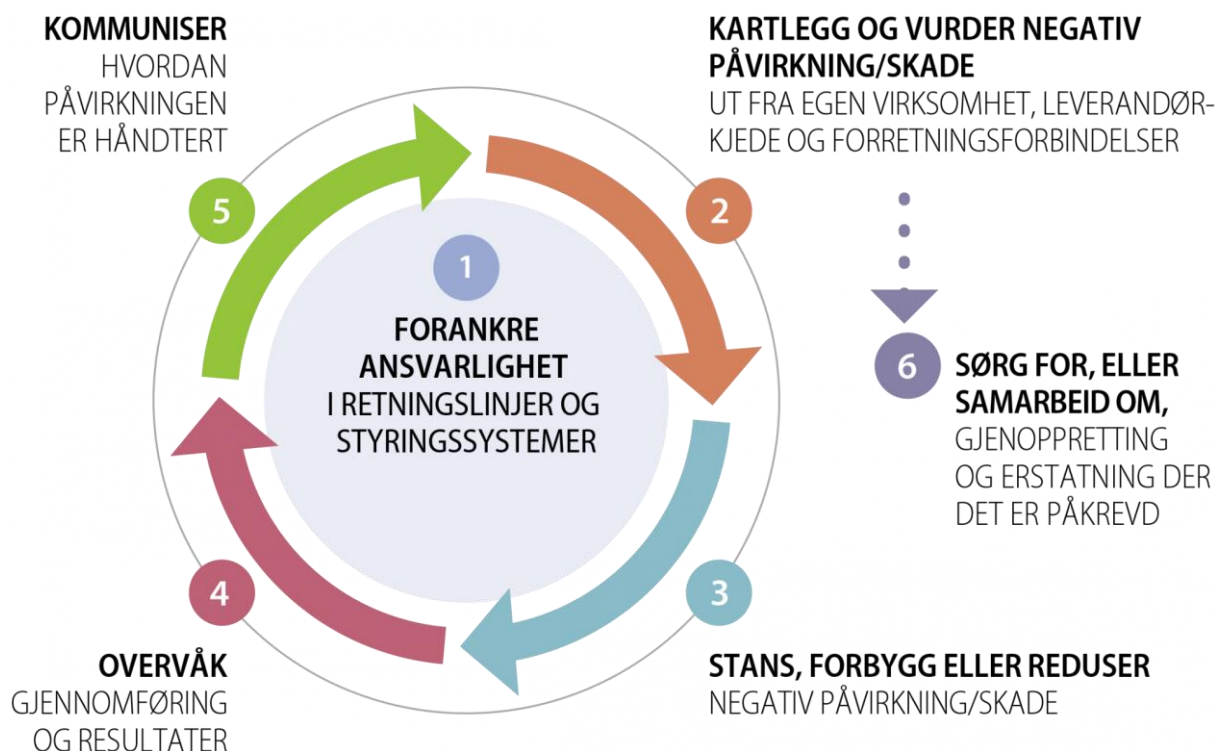 KOMMUNISER
HVORDAN
PÅVIRKNINGEN
ER HÅNDTERT
5
KARTLEGG OG VURDER NEGATIV
PÅVIRKNING/SKADE
UT FRA EGEN VIRKSOMHET, LEVERANDØR-
KJEDE OG FORRETNINGSFORBINDELSER
2
1
FORANKRE
ANSVARLIGHET
I RETNINGSLINJER OG
STYRINGSSYSTEMER
6
SØRG FOR, ELLER
SAMARBEID OM,
GJENOPPRETTING
OG ERSTATNING DER
DET ER PÅKREVD
4
OVERVÅK
GJENNOMFØRING
OG RESULTATER
3
STANS, FORBYGG ELLER REDUSER
NEGATIV PÅVIRKNING/SKADE